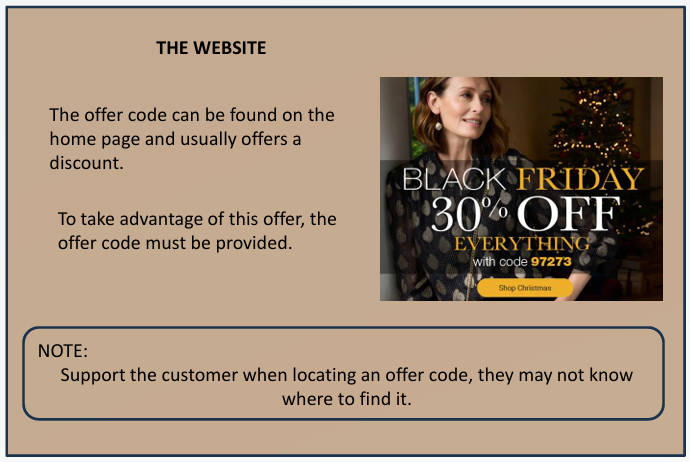 THE WEBSITE
The offer code can be found on the
home page and usually offers a
discount.
To take advantage of this offer, the
offer code must be provided.
BLACK FRIDAY
30% OFF
EVERYTHING
with code 97273
Shop Christmas
NOTE:
Support the customer when locating an offer code, they may not know
where to find it.